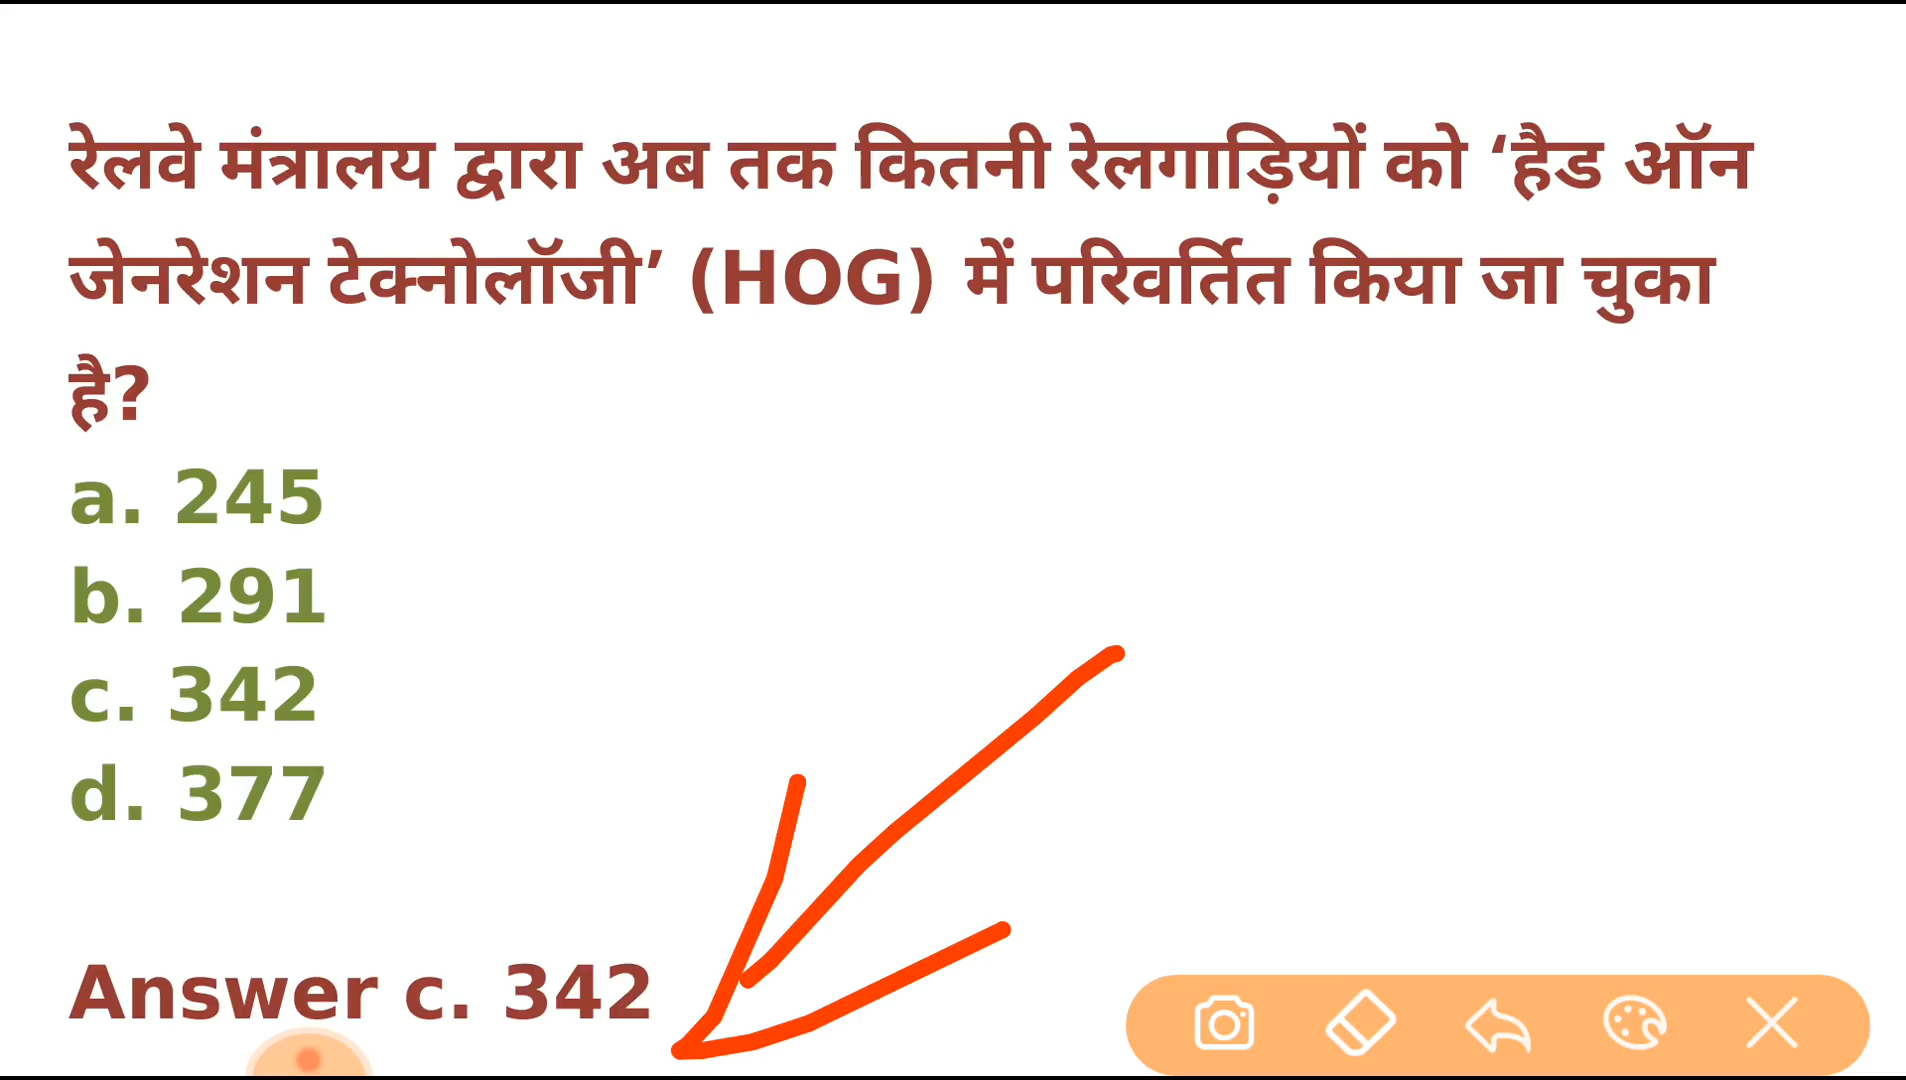 रेलवे मंत्रालय द्वारा अब तक कितनी रेलगाड़ियों को ‘हैड ऑन
जेनरेशन टेक्नोलॉजी’ (HOG) में परिवर्तित किया जा चुका
है?
a. 245
b. 291
c. 342
d. 377
Answer c. 342